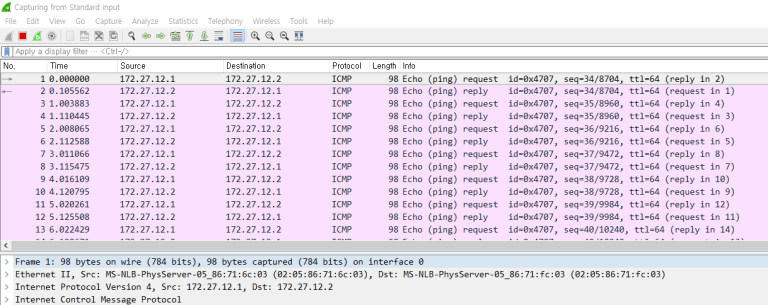 Capturing from Standard input
File Edit View Go Capture Analyze Statistics Telephony Wireless Tools Help
Apply a display filter ··· <Ctrl-/>
No. Time Source Destination Protocol Length Info
1 0.000000 172.27.12.1 172.27.12.2 ICMP 98 Echo (ping) request id=0x4707, seq=34/8704, ttl=64 (reply in 2)
2 0.105562 172.27.12.2 172.27.12.1 ICMP 98 Echo (ping) reply id=0x4707, seq=34/8704, ttl=64 (request in 1)
3 1.003883 172.27.12.1 172.27.12.2 ICMP 98 Echo (ping) request id=0x4707, seq=35/8960, ttl=64 (reply in 4)
4 1.110445 172.27.12.2 172.27.12.1 ICMP 98 Echo (ping) reply id=0x4707, seq=35/8960, ttl=64 (request in 3)
5 2.008065 172.27.12.1 172.27.12.2 ICMP 98 Echo (ping) request id=0x4707, seq=36/9216, ttl=64 (reply in 6)
6 2.112588 172.27.12.2 172.27.12.1 ICMP 98 Echo (ping) reply id=0x4707, seq=36/9216, ttl=64 (request in 5)
7 3.011066 172.27.12.1 172.27.12.2 ICMP 98 Echo (ping) request id=0x4707, seq=37/9472, ttl=64 (reply in 8)
8 3.115475 172.27.12.2 172.27.12.1 ICMP 98 Echo (ping) reply id=0x4707, seq=37/9472, ttl=64 (request in 7)
9 4.016109 172.27.12.1 172.27.12.2 ICMP 98 Echo (ping) request id=0x4707, seq=38/9728, ttl=64 (reply in 10)
10 4.120795 172.27.12.2 172.27.12.1 ICMP 98 Echo (ping) reply id=0x4707, seq=38/9728, ttl=64 (request in 9)
11 5.020261 172.27.12.1 172.27.12.2 ICMP 98 Echo (ping) request id=0x4707, seq=39/9984, ttl=64 (reply in 12)
12 5.125508 172.27.12.2 172.27.12.1 ICMP 98 Echo (ping) reply id=0x4707, seq=39/9984, ttl=64 (request in 11)
13 6.022429 172.27.12.1 172.27.12.2 ICMP 98 Echo (ping) request id=0x4707, seq=40/10240, ttl=64 (reply in 14)
Frame 1: 98 bytes on wire (784 bits), 98 bytes captured (784 bits) on interface 0
Ethernet II, Src: MS-NLB-PhysServer-05_86:71:6c:03 (02:05:86:71:6c:03), Dst: MS-NLB-PhysServer-05_86:71:fc:03 (02:05:86:71:fc:03)
Internet Protocol Version 4, Src: 172.27.12.1, Dst: 172.27.12.2
Internet Control Message Protocol